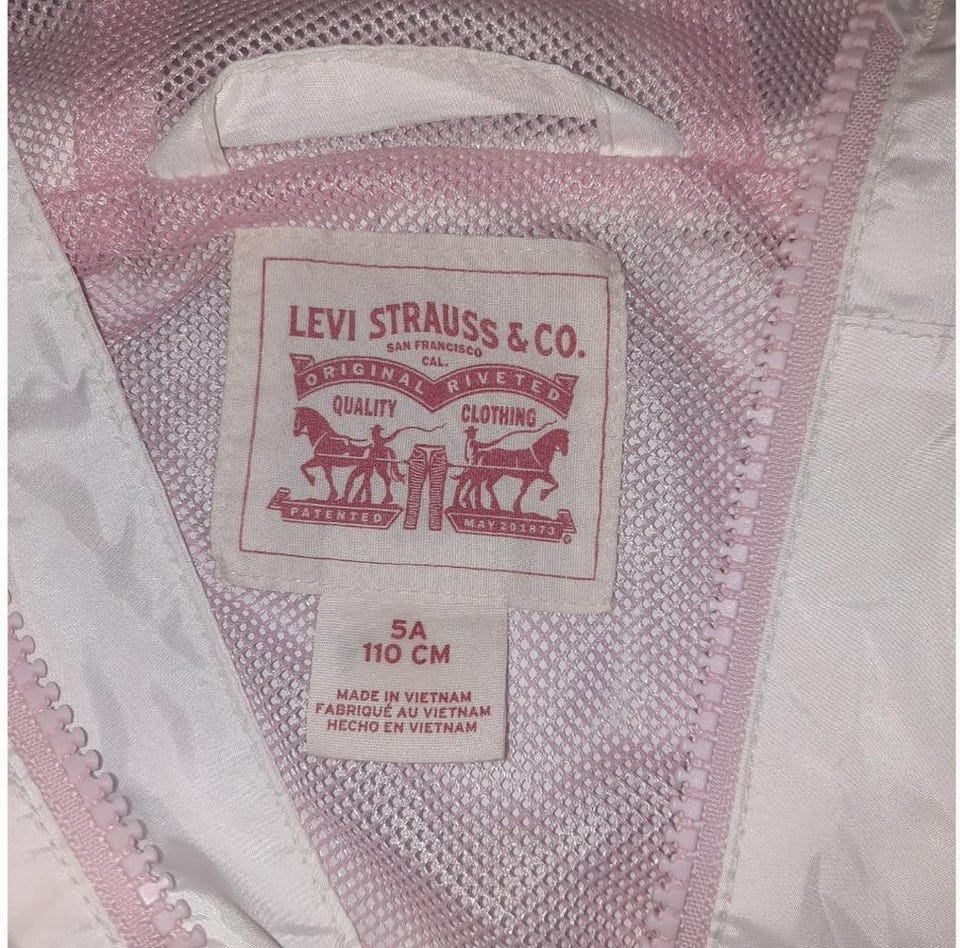 LEVI STRAUSS & CO.
SAN FRANCISCO
CAL.
ORIGINAL RIVETED
QUALITY CLOTHING
PATENTED MAY 20 1873
5A
110 CM
MADE IN VIETNAM
FABRIQUÉ AU VIETNAM
HECHO EN VIETNAM